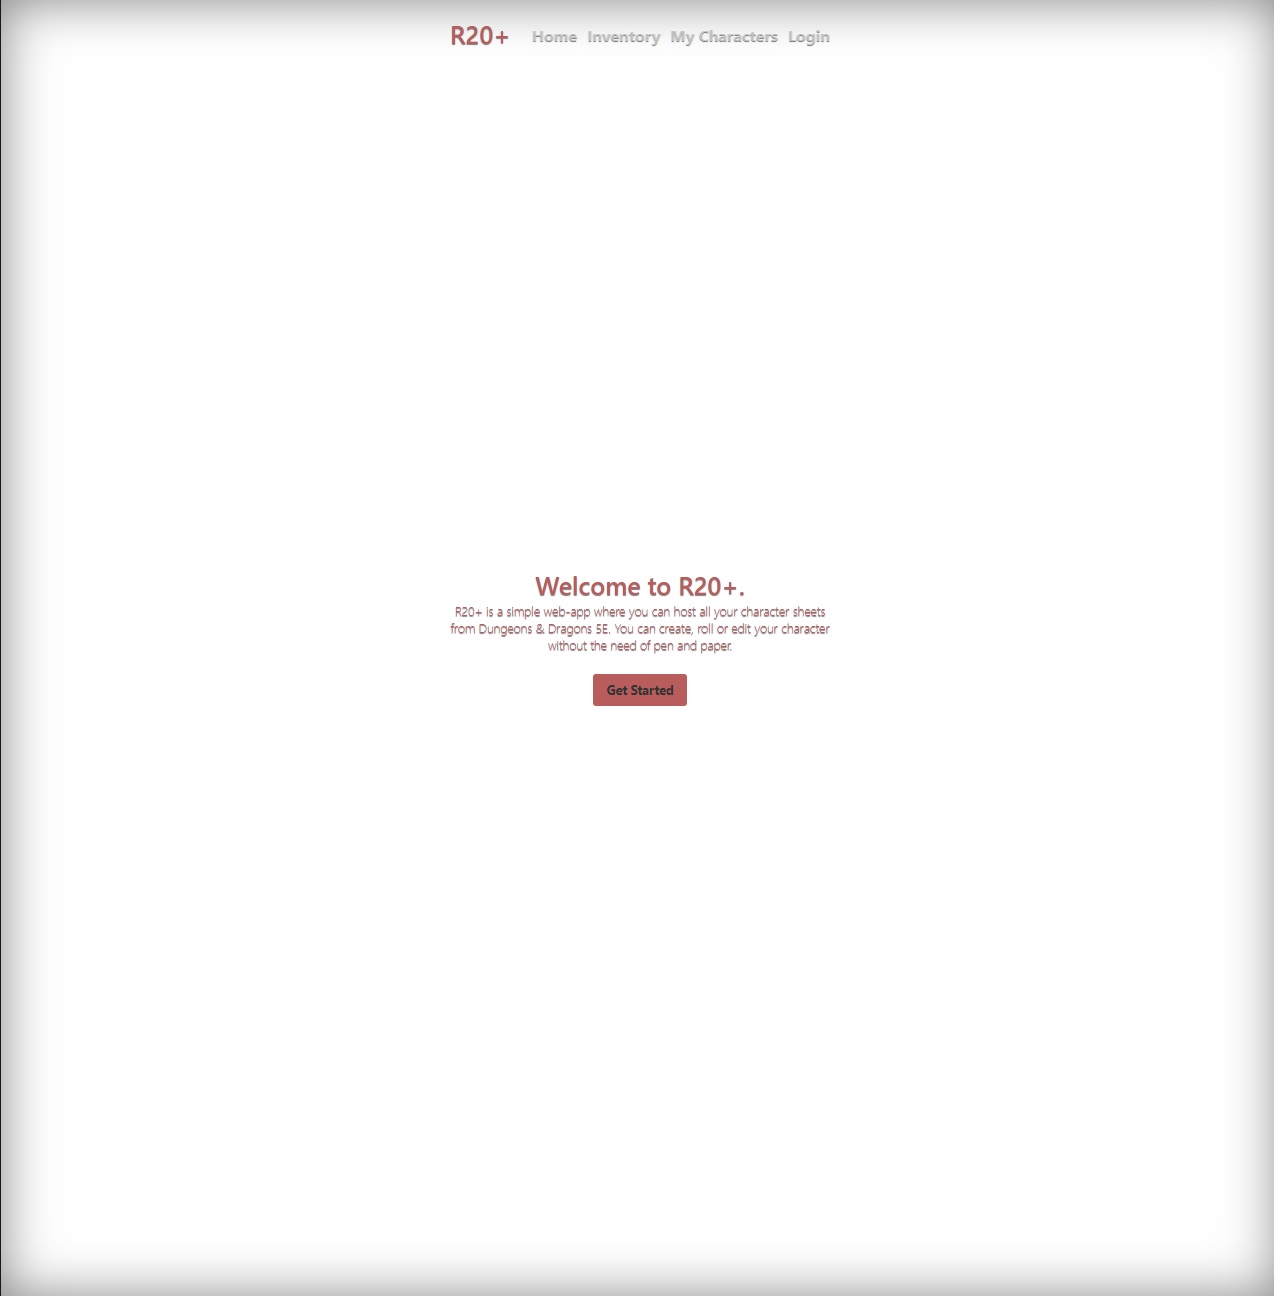 R20+ Home Inventory My Characters Login
Welcome to R20+.
R20+ is a simple web-app where you can host all your character sheets
from Dungeons & Dragons 5E. You can create, roll or edit your character
without the need of pen and paper.
Get Started